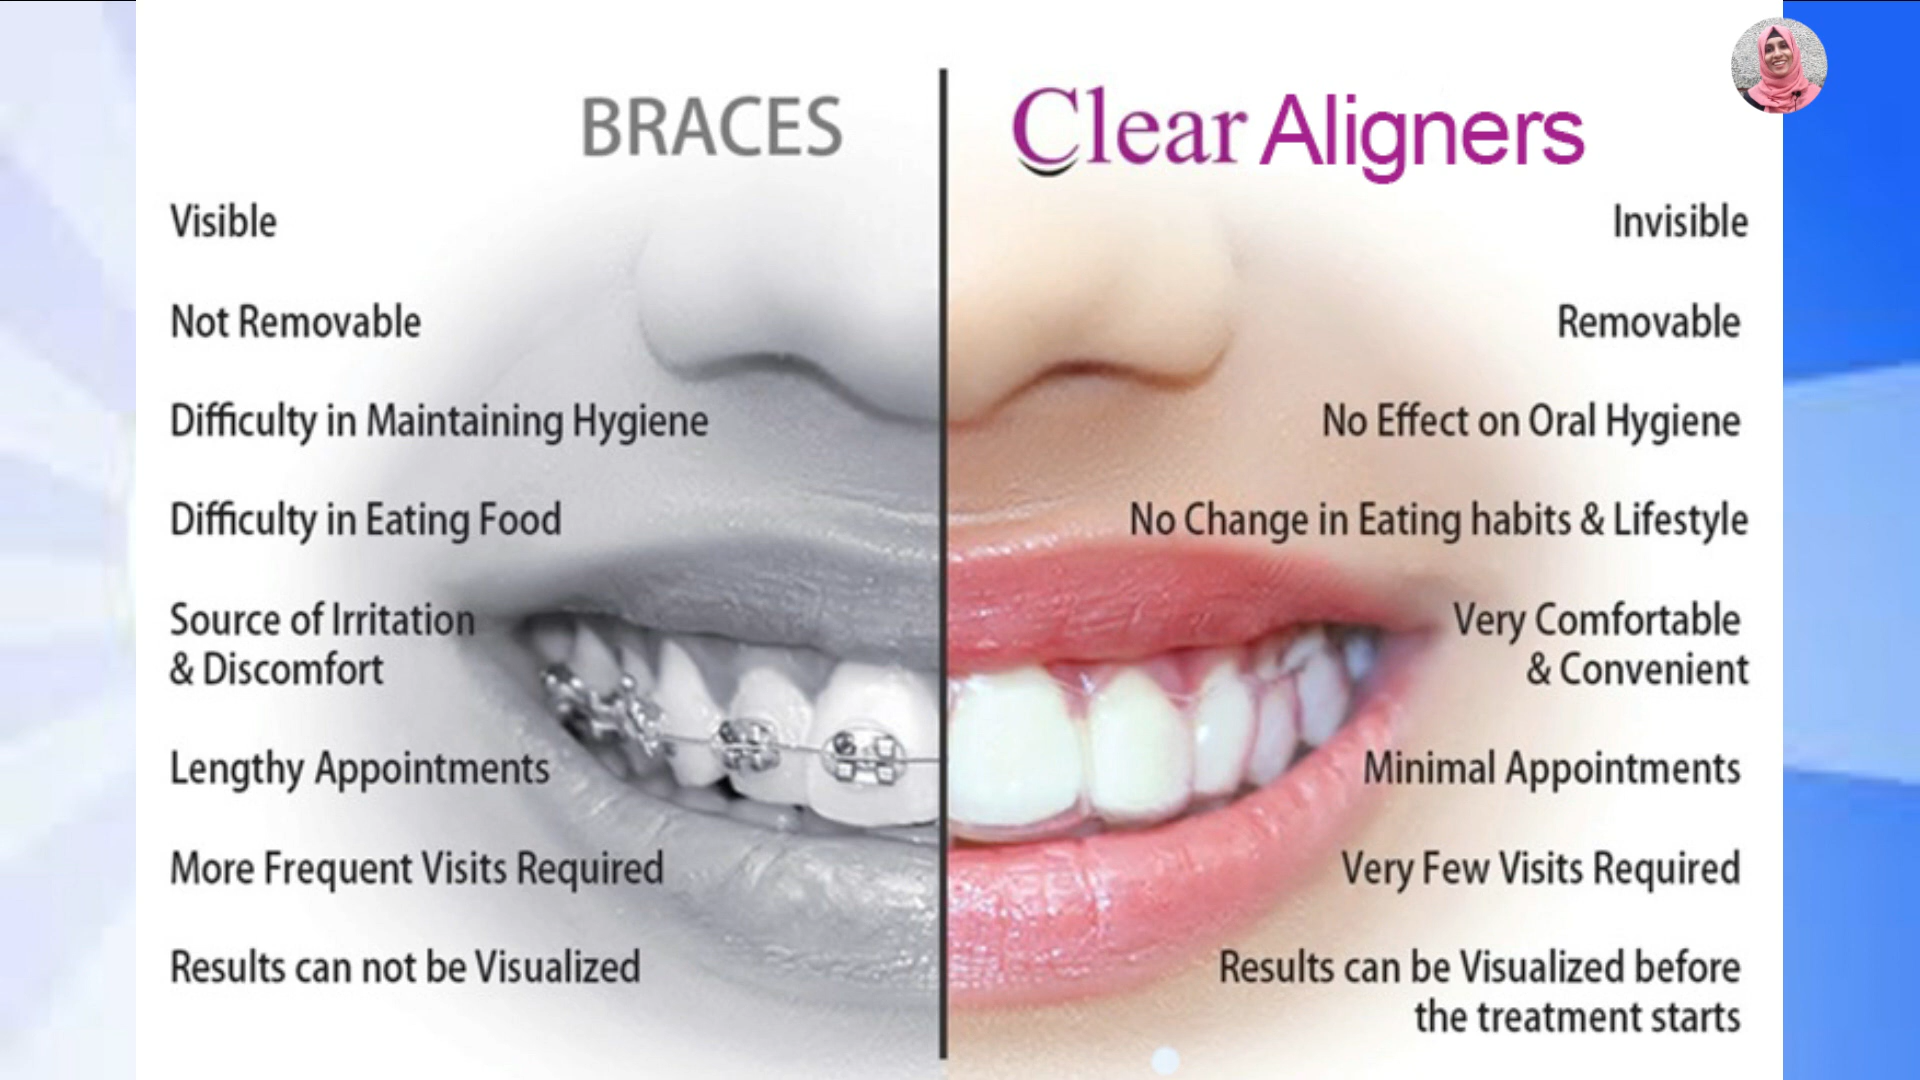 BRACES
Visible
Not Removable
Difficulty in Maintaining Hygiene
Difficulty in Eating Food
Source of Irritation
& Discomfort
Lengthy Appointments
More Frequent Visits Required
Results can not be Visualized
Clear Aligners
Invisible
Removable
No Effect on Oral Hygiene
No Change in Eating habits & Lifestyle
Very Comfortable
& Convenient
Minimal Appointments
Very Few Visits Required
Results can be Visualized before
the treatment starts